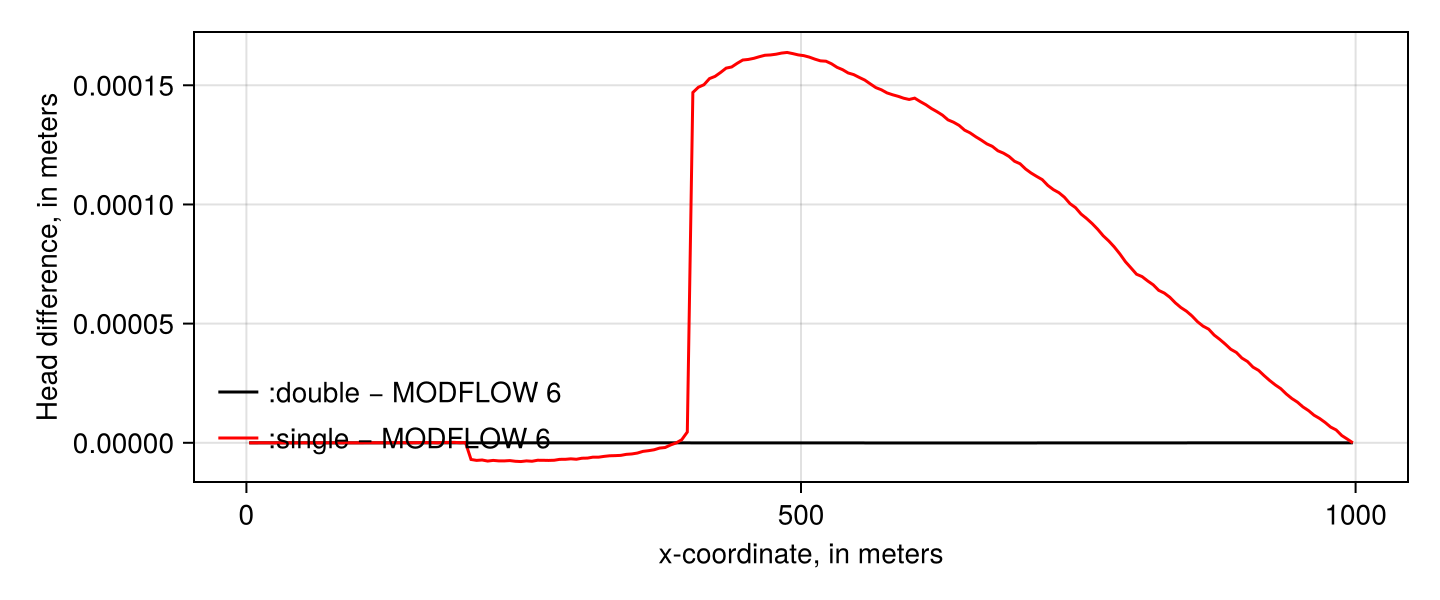 Head difference, in meters
0.00015
0.00010
0.00005
0.00000
:double – MODFLOW 6
:single – MODFLOW 6
0
500
1000
x-coordinate, in meters